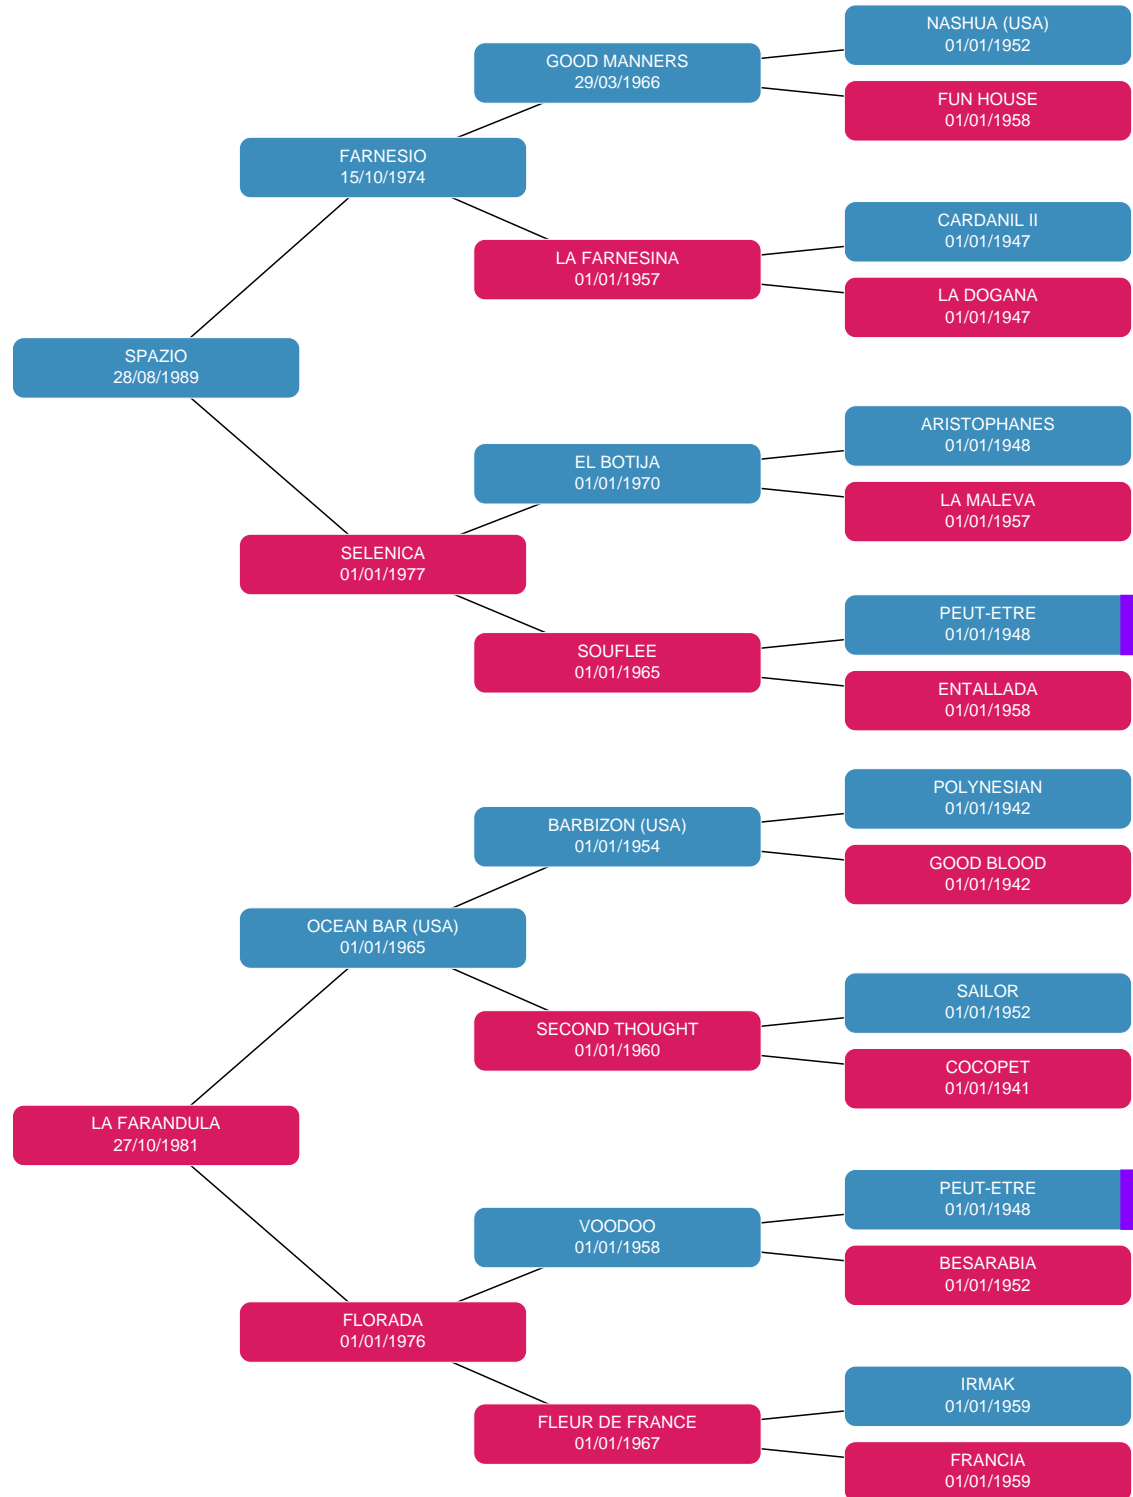 NASHUA (USA)
01/01/1952
GOOD MANNERS
29/03/1966
FUN HOUSE
01/01/1958
FARNESIO
15/10/1974
CARDANIL II
01/01/1947
LA FARNESINA
01/01/1957
LA DOGANA
01/01/1947
SPAZIO
28/08/1989
ARISTOPHANES
01/01/1948
EL BOTIJA
01/01/1970
LA MALEVA
01/01/1957
SELENICA
01/01/1977
PEUT-ETRE
01/01/1948
SOUFLEE
01/01/1965
ENTALLADA
01/01/1958
POLYNESIAN
01/01/1942
BARBIZON (USA)
01/01/1954
GOOD BLOOD
01/01/1942
OCEAN BAR (USA)
01/01/1965
SAILOR
01/01/1952
SECOND THOUGHT
01/01/1960
COCOPET
01/01/1941
LA FARANDULA
27/10/1981
PEUT-ETRE
01/01/1948
VOODOO
01/01/1958
BESARABIA
01/01/1952
FLORADA
01/01/1976
IRMAK
01/01/1959
FLEUR DE FRANCE
01/01/1967
FRANCIA
01/01/1959